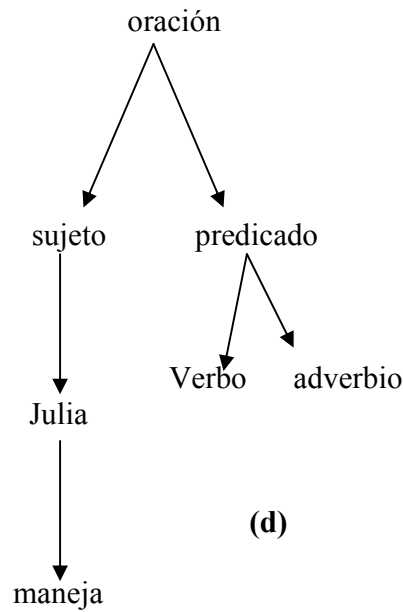 oración
sujeto predicado
Verbo adverbio
Julia
(d)
maneja